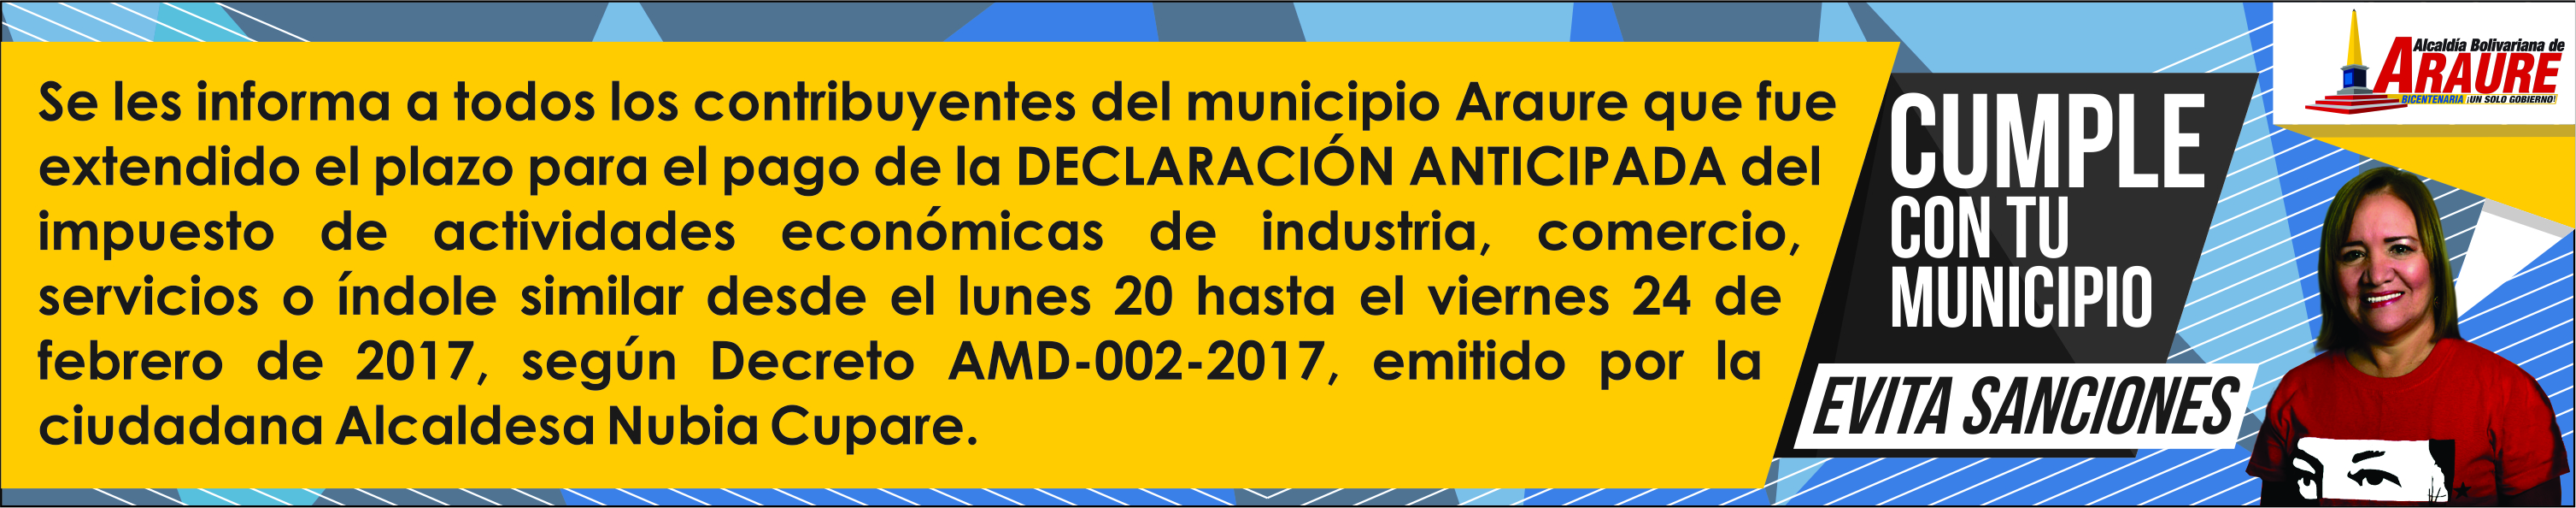 Se les informa a todos los contribuyentes del municipio Araure que fue
extendido el plazo para el pago de la DECLARACIÓN ANTICIPADA del
impuesto de actividades económicas de industria, comercio,
servicios o índole similar desde el lunes 20 hasta el viernes 24 de
febrero de 2017, según Decreto AMD-002-2017, emitido por la
ciudadana Alcaldesa Nubia Cupare.
CUMPLE
CON TU
MUNICIPIO
EVITA SANCIONES
Alcaldía Bolivariana de
ARAURE
BICENTENARIA ¡UN SOLO GOBIERNO!